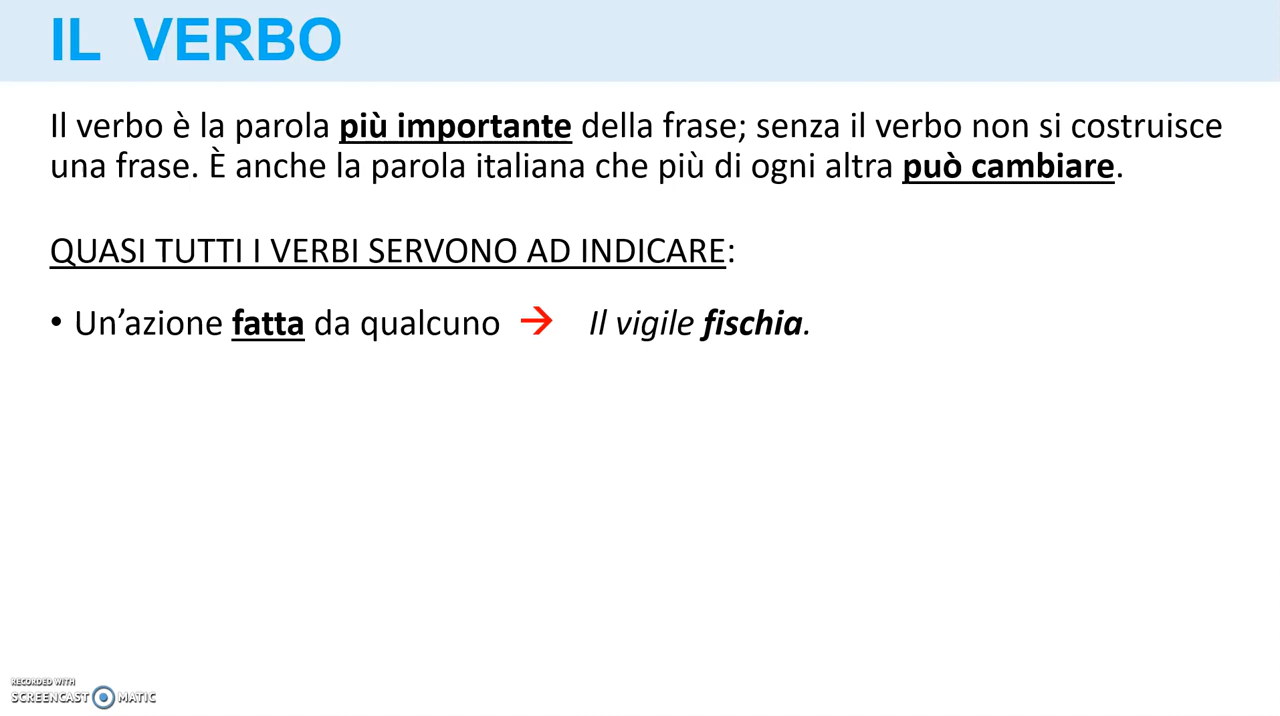 IL VERBO
Il verbo è la parola più importante della frase; senza il verbo non si costruisce
una frase. È anche la parola italiana che più di ogni altra può cambiare.
QUASI TUTTI I VERBI SERVONO AD INDICARE:
• Un’azione fatta da qualcuno → Il vigile fischia.
RECORDED WITH
SCREENCAST MATIC